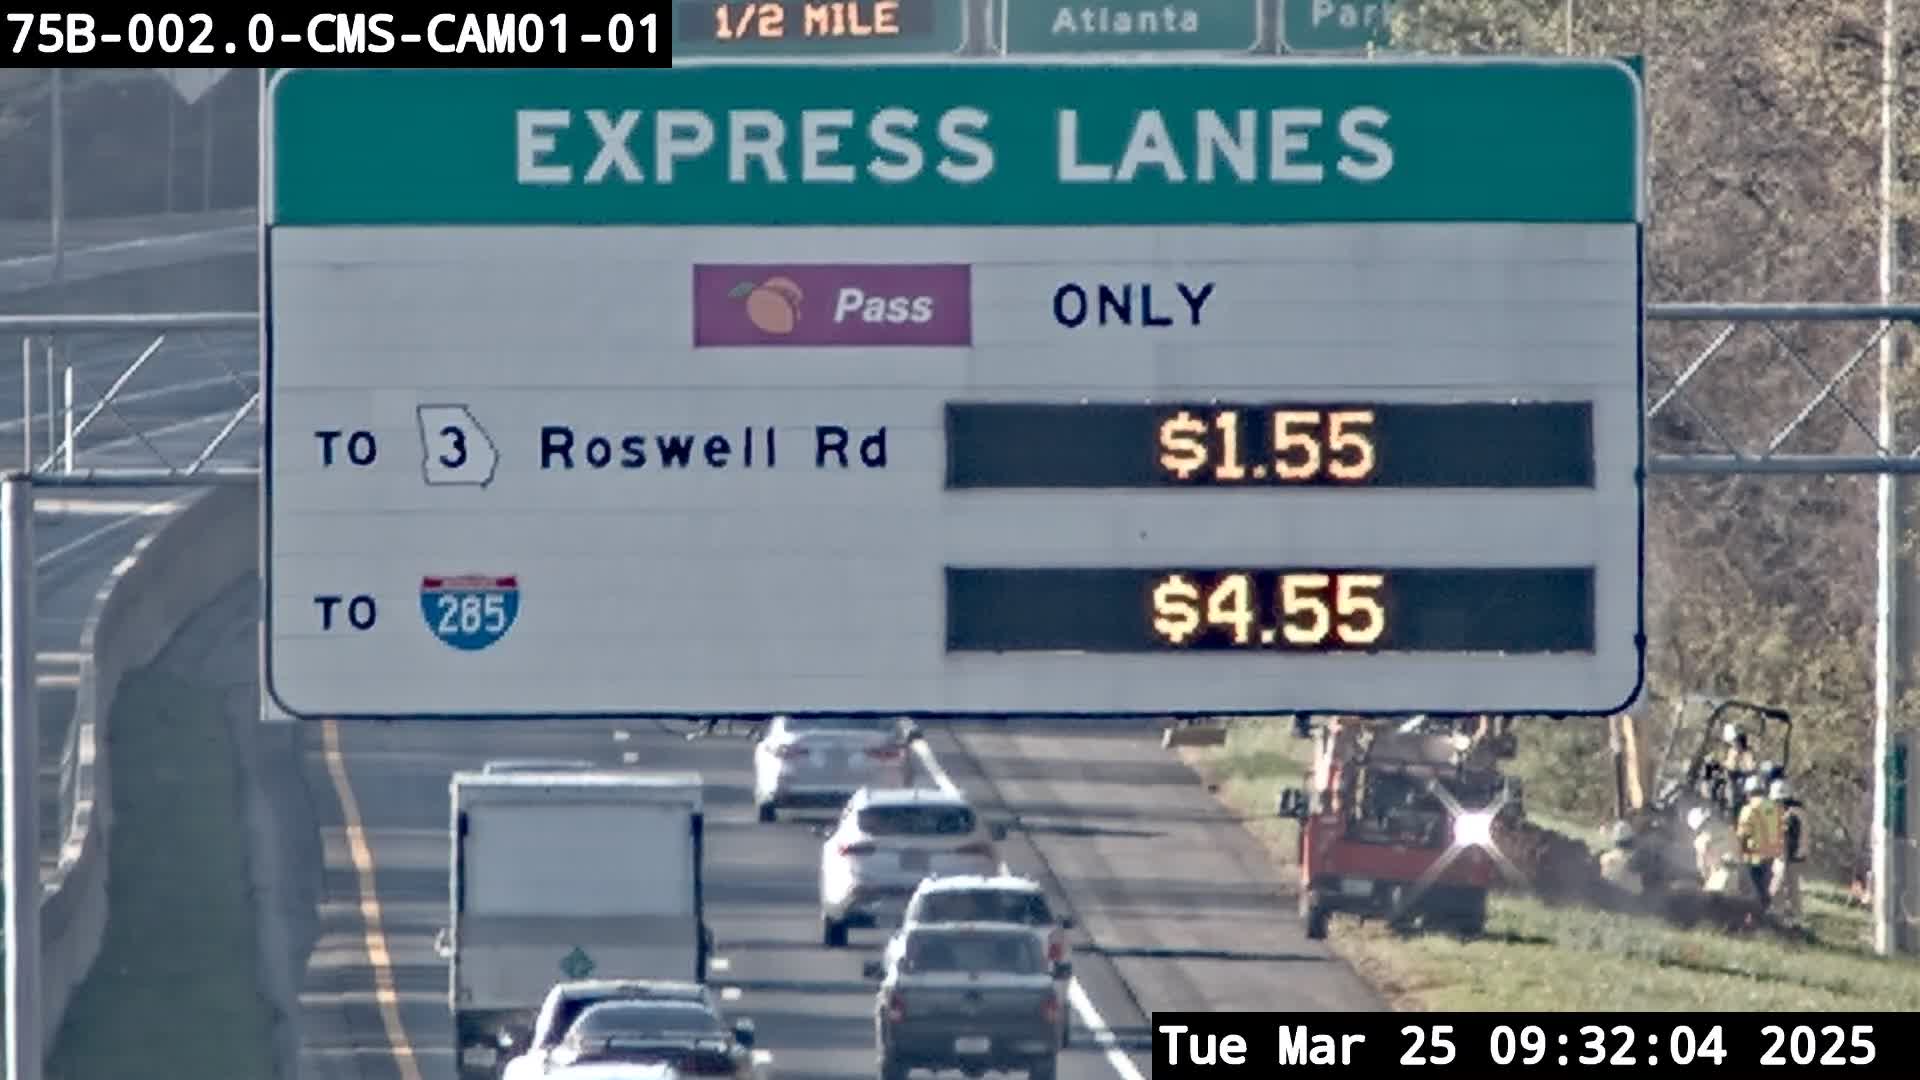 75B-002.0-CMS-CAM01-01
1/2 MILE
Atlanta
EXPRESS LANES
Pass ONLY
TO 3 Roswell Rd $1.55
TO 285 $4.55
Tue Mar 25 09:32:04 2025